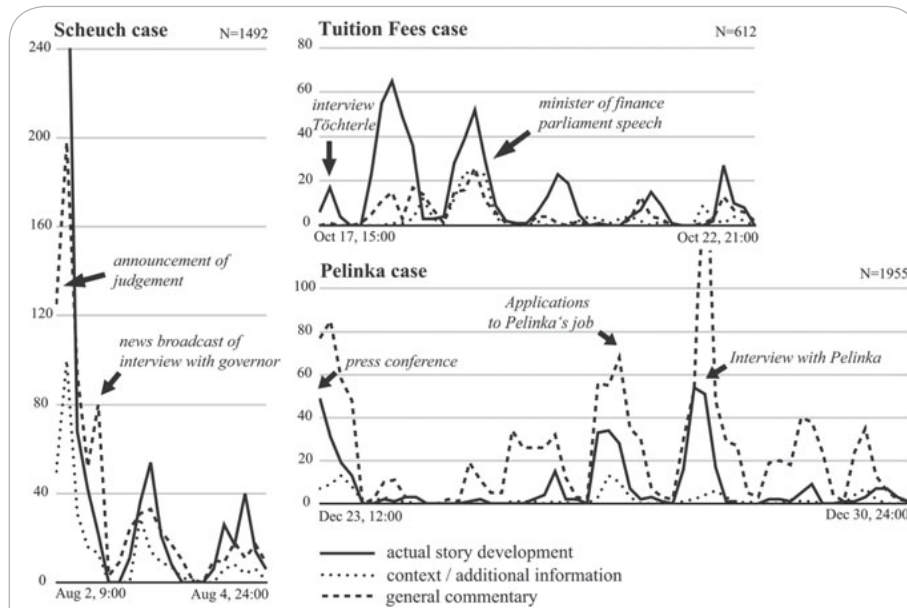 Scheuch case
N=1492
240
200
160
120
80
40
0
announcement of
judgement
news broadcast of
interview with governor
Aug 2, 9:00
Aug 4, 24:00
Tuition Fees case
N=612
80
60
40
20
0
interview
Töchterle
minister of finance
parliament speech
Oct 17, 15:00
Oct 22, 21:00
Pelinka case
N=1955
100
80
60
40
20
0
press conference
Applications
to Pelinka's job
Interview with Pelinka
Dec 23, 12:00
Dec 30, 24:00
actual story development
context / additional information
general commentary